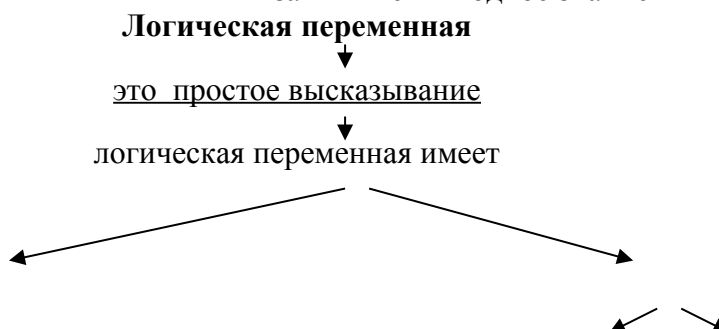 Логическая переменная
это простое высказывание
логическая переменная имеет